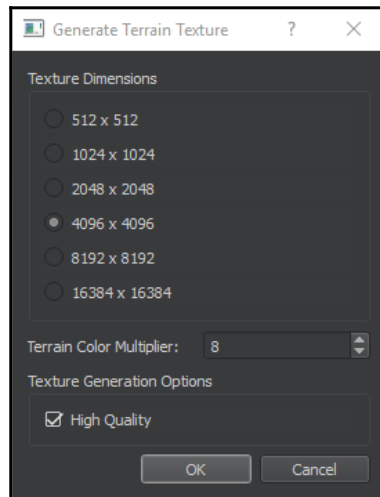 Generate Terrain Texture ?
Texture Dimensions
512 x 512
1024 x 1024
2048 x 2048
4096 x 4096
8192 x 8192
16384 x 16384
Terrain Color Multiplier: 8
Texture Generation Options
High Quality
OK Cancel